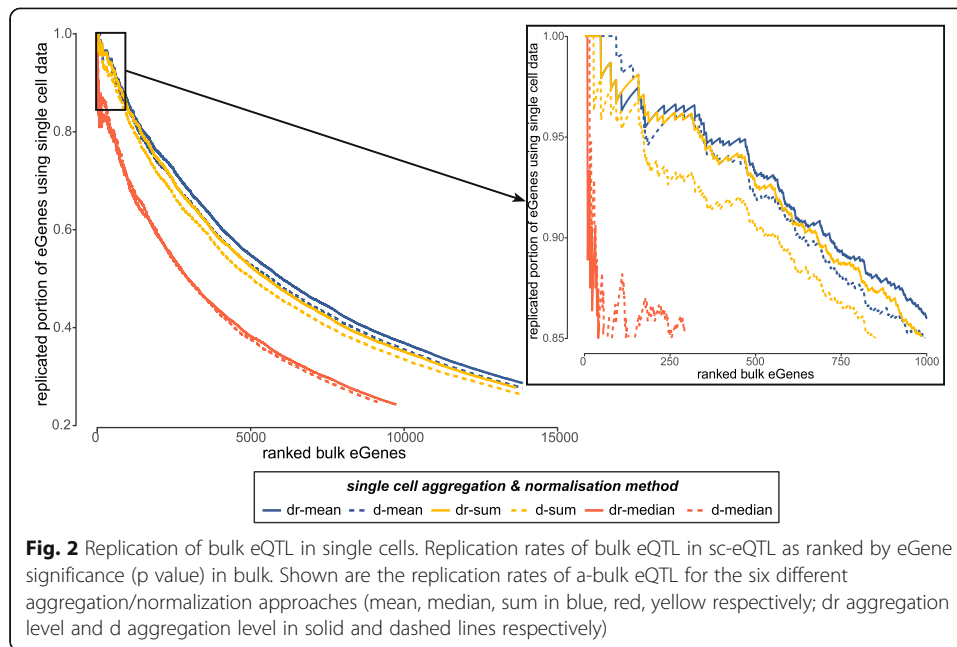 replicated portion of eGenes using single cell data
1.0
0.8
0.6
0.4
0.2
0
5000
10000
15000
ranked bulk eGenes
replicated portion of eGenes using single cell data
1.00
0.95
0.90
0.85
0
250
500
750
1000
ranked bulk eGenes
single cell aggregation & normalisation method
dr-mean d-mean dr-sum d-sum dr-median d-median
Fig. 2 Replication of bulk eQTL in single cells. Replication rates of bulk eQTL in sc-eQTL as ranked by eGene
significance (p value) in bulk. Shown are the replication rates of a-bulk eQTL for the six different
aggregation/normalization approaches (mean, median, sum in blue, red, yellow respectively; dr aggregation
level and d aggregation level in solid and dashed lines respectively)